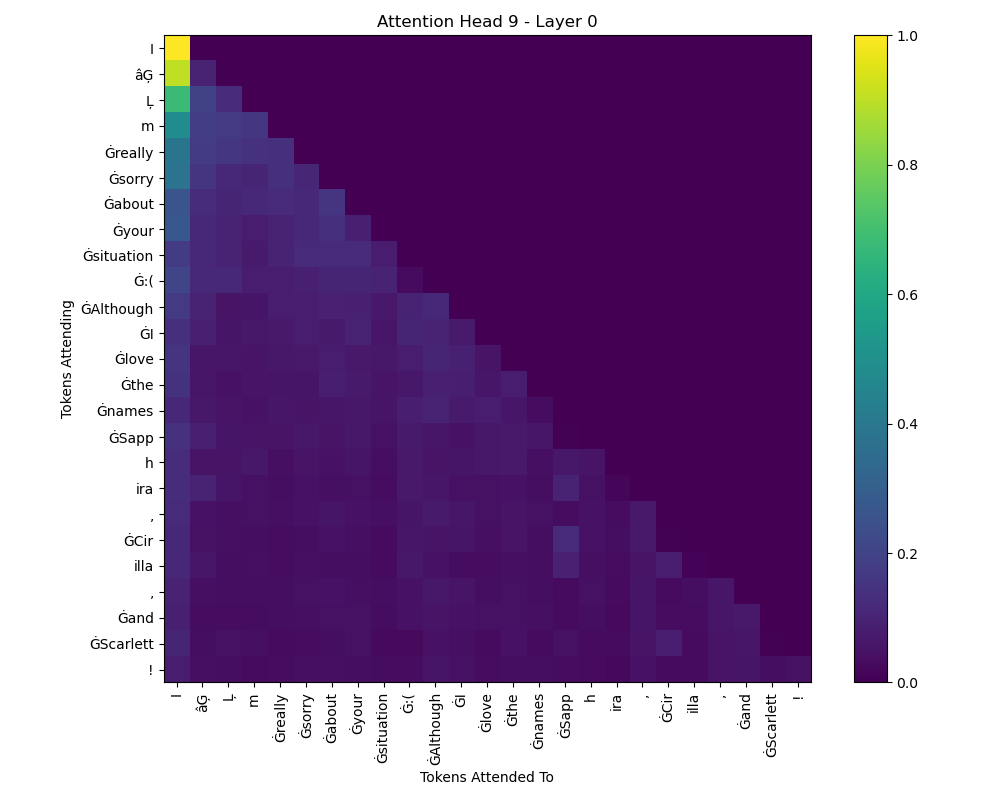 Attention Head 9 - Layer 0
Tokens Attending
I
âĢ
Ļ
m
Ġreally
Ġsorry
Ġabout
Ġyour
Ġsituation
Ġ:(
ĠAlthough
ĠI
Ġlove
Ġthe
Ġnames
ĠSapp
h
ira
,
ĠCir
illa
,
Ġand
ĠScarlett
!
I
âĢ
Ļ
m
Ġreally
Ġsorry
Ġabout
Ġyour
Ġsituation
Ġ:(
ĠAlthough
ĠI
Ġlove
Ġthe
Ġnames
ĠSapp
h
ira
,
ĠCir
illa
,
Ġand
ĠScarlett
!
Tokens Attended To
1.0
0.8
0.6
0.4
0.2
0.0